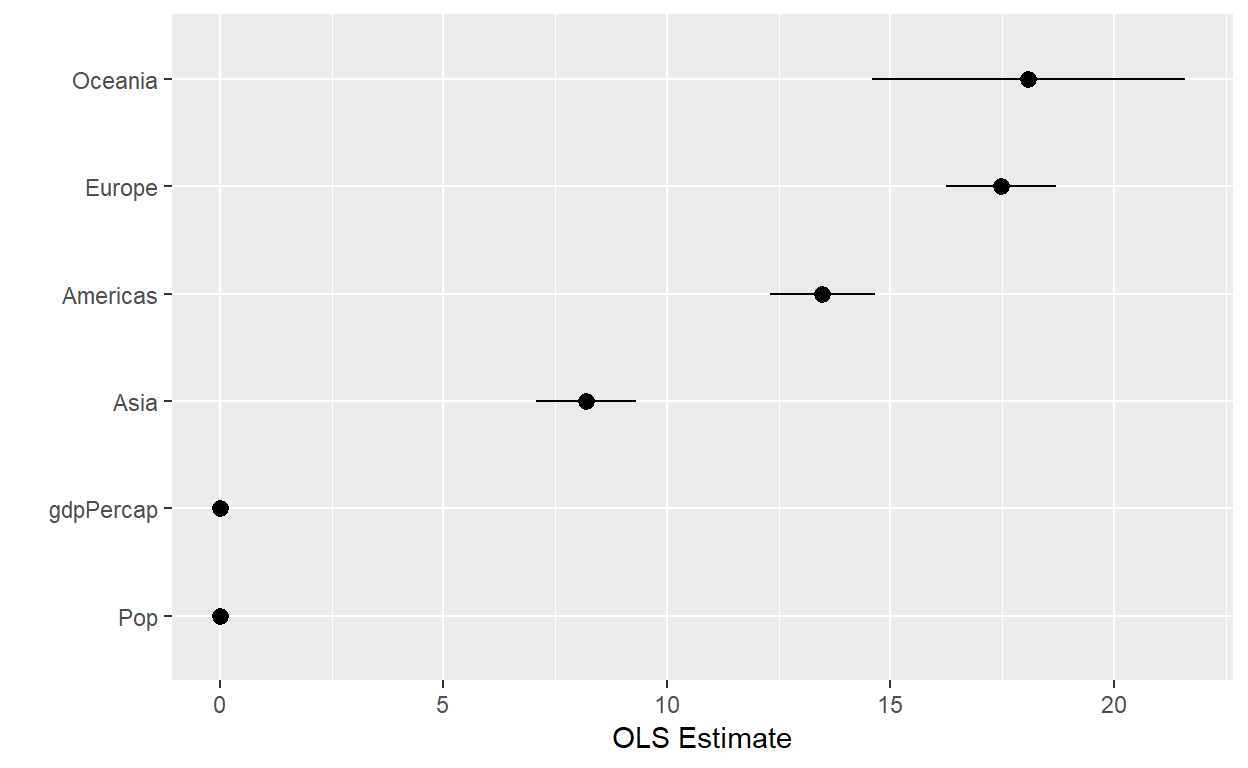 Oceania
Europe
Americas
Asia
gdpPercap
Pop
0 5 10 15 20
OLS Estimate